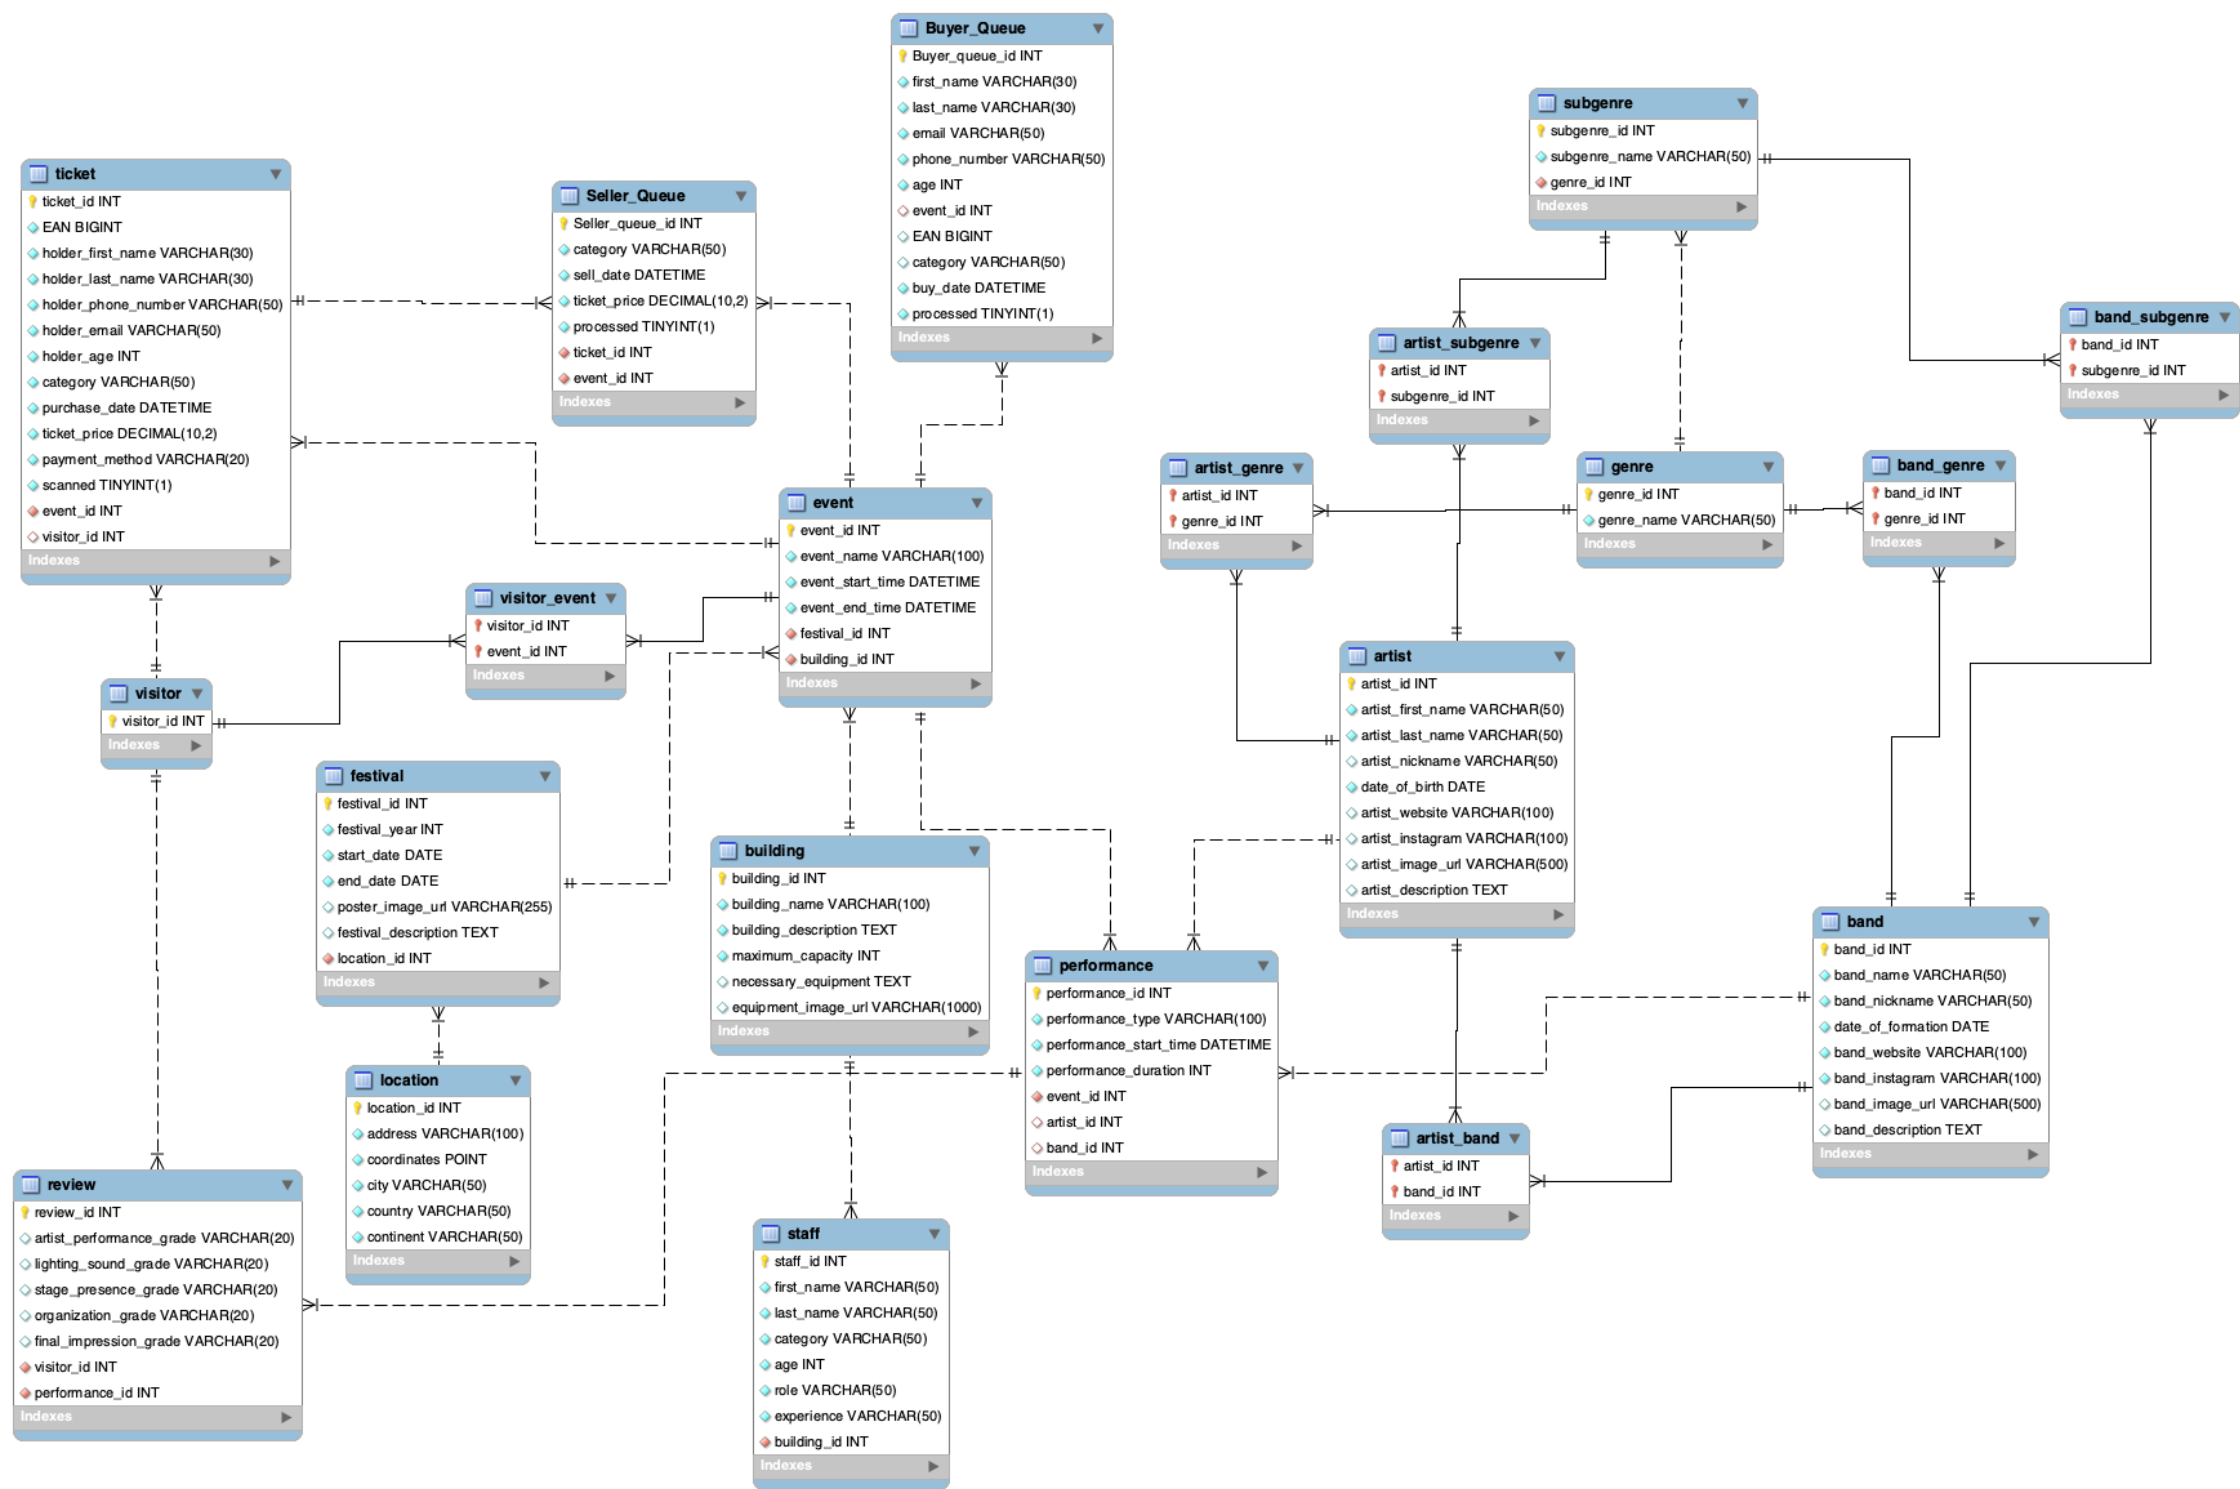 Buyer_Queue
Buyer_queue_id INT
first_name VARCHAR(30)
last_name VARCHAR(30)
email VARCHAR(50)
phone_number VARCHAR(50)
age INT
event_id INT
EAN BIGINT
category VARCHAR(50)
buy_date DATETIME
processed TINYINT(1)
Indexes
subgenre
subgenre_id INT
subgenre_name VARCHAR(50)
genre_id INT
Indexes
ticket
ticket_id INT
EAN BIGINT
holder_first_name VARCHAR(30)
holder_last_name VARCHAR(30)
holder_phone_number VARCHAR(50)
holder_email VARCHAR(50)
holder_age INT
category VARCHAR(50)
purchase_date DATETIME
ticket_price DECIMAL(10,2)
payment_method VARCHAR(20)
scanned TINYINT(1)
event_id INT
visitor_id INT
Indexes
Seller_Queue
Seller_queue_id INT
category VARCHAR(50)
sell_date DATETIME
ticket_price DECIMAL(10,2)
processed TINYINT(1)
ticket_id INT
event_id INT
Indexes
band_subgenre
band_id INT
subgenre_id INT
Indexes
artist_subgenre
artist_id INT
subgenre_id INT
Indexes
artist_genre
artist_id INT
genre_id INT
Indexes
genre
genre_id INT
genre_name VARCHAR(50)
Indexes
band_genre
band_id INT
genre_id INT
Indexes
event
event_id INT
event_name VARCHAR(100)
event_start_time DATETIME
event_end_time DATETIME
festival_id INT
building_id INT
Indexes
visitor_event
visitor_id INT
event_id INT
Indexes
visitor
visitor_id INT
Indexes
artist
artist_id INT
artist_first_name VARCHAR(50)
artist_last_name VARCHAR(50)
artist_nickname VARCHAR(50)
date_of_birth DATE
artist_website VARCHAR(100)
artist_instagram VARCHAR(100)
artist_image_url VARCHAR(500)
artist_description TEXT
Indexes
festival
festival_id INT
festival_year INT
start_date DATE
end_date DATE
poster_image_url VARCHAR(255)
festival_description TEXT
location_id INT
Indexes
building
building_id INT
building_name VARCHAR(100)
building_description TEXT
maximum_capacity INT
necessary_equipment TEXT
equipment_image_url VARCHAR(1000)
Indexes
band
band_id INT
band_name VARCHAR(50)
band_nickname VARCHAR(50)
date_of_formation DATE
band_website VARCHAR(100)
band_instagram VARCHAR(100)
band_image_url VARCHAR(500)
band_description TEXT
Indexes
performance
performance_id INT
performance_type VARCHAR(100)
performance_start_time DATETIME
performance_duration INT
event_id INT
artist_id INT
band_id INT
Indexes
location
location_id INT
address VARCHAR(100)
coordinates POINT
city VARCHAR(50)
country VARCHAR(50)
continent VARCHAR(50)
Indexes
artist_band
artist_id INT
band_id INT
Indexes
review
review_id INT
artist_performance_grade VARCHAR(20)
lighting_sound_grade VARCHAR(20)
stage_presence_grade VARCHAR(20)
organization_grade VARCHAR(20)
final_impression_grade VARCHAR(20)
visitor_id INT
performance_id INT
Indexes
staff
staff_id INT
first_name VARCHAR(50)
last_name VARCHAR(50)
category VARCHAR(50)
age INT
role VARCHAR(50)
experience VARCHAR(50)
building_id INT
Indexes